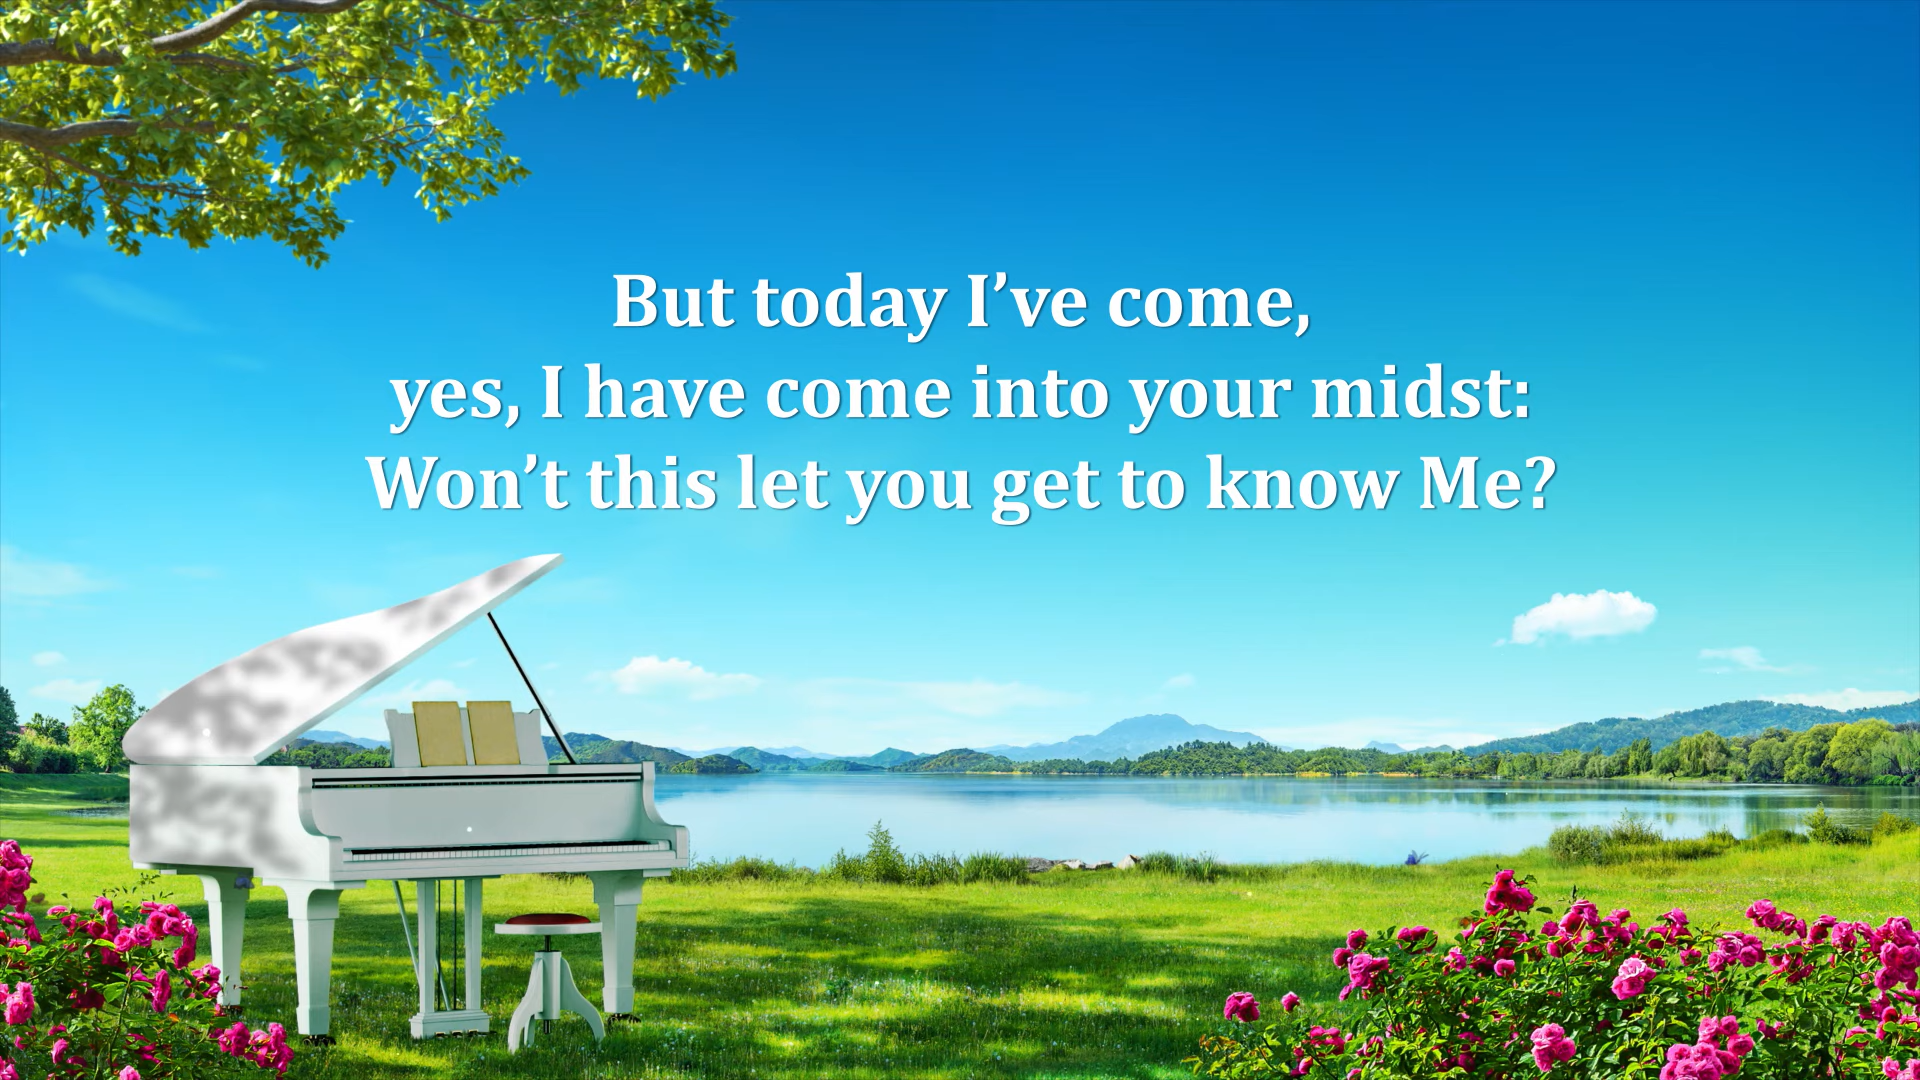 But today I’ve come,
yes, I have come into your midst:
Won’t this let you get to know Me?